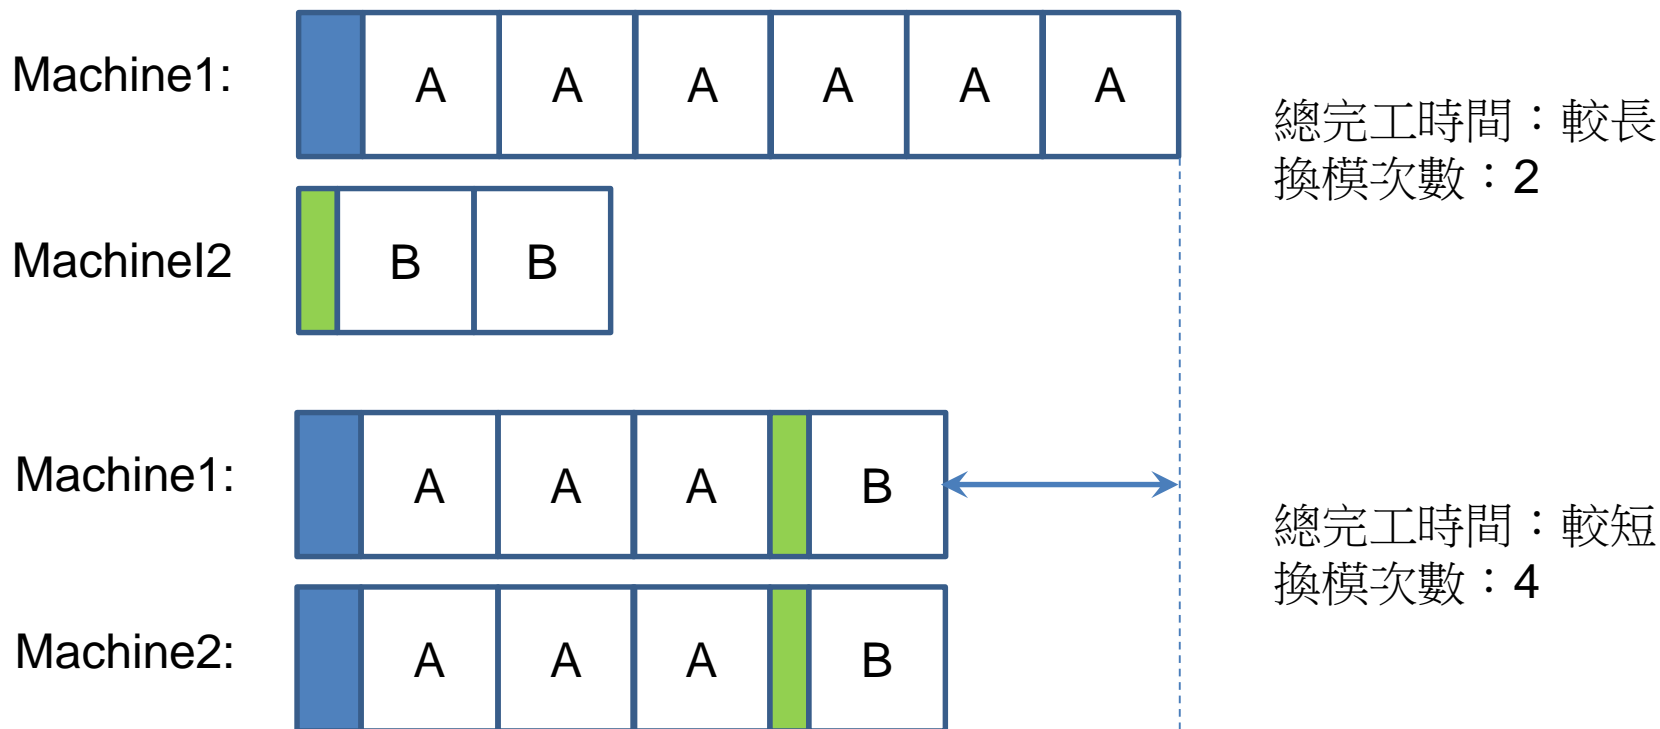 Machine1:
A A A A A A
總完工時間：較長
換模次數：2
MachineI2
B B
Machine1:
A A A B
總完工時間：較短
換模次數：4
Machine2:
A A A B